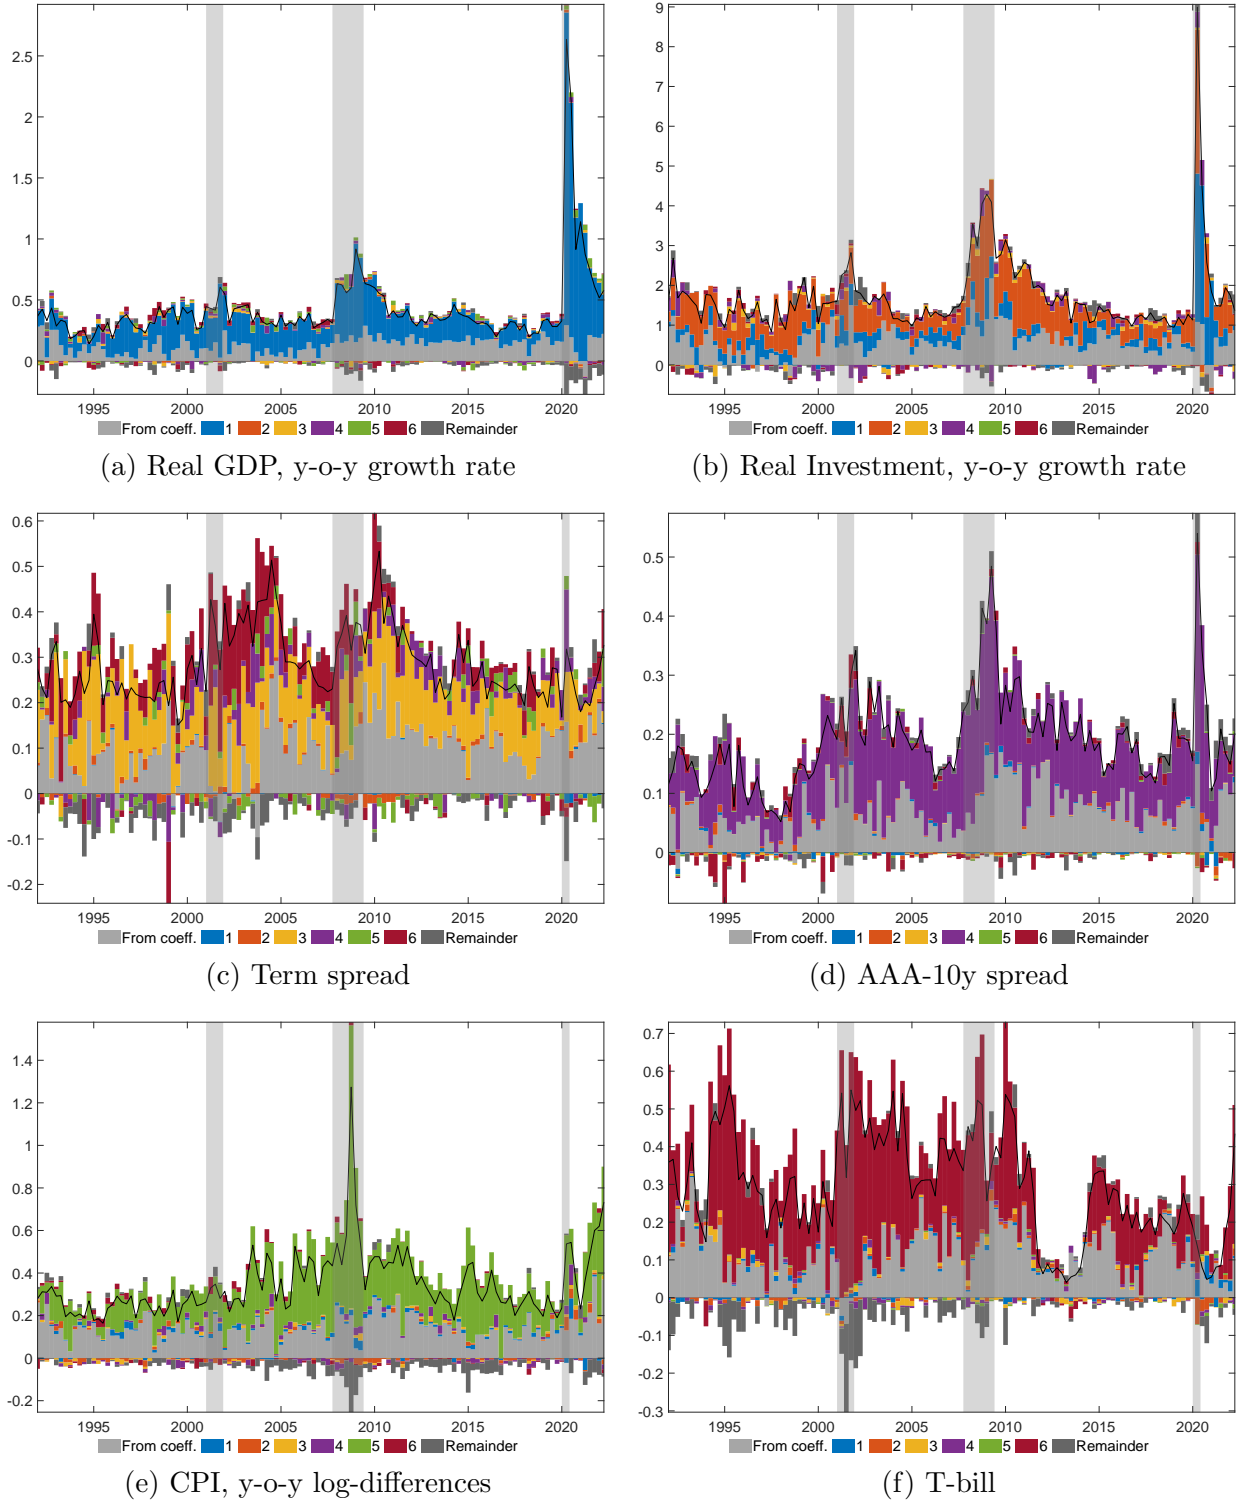 2.5
2
1.5
1
0.5
0
1995 2000 2005 2010 2015 2020
From coeff. 1 2 3 4 5 6 Remainder
(a) Real GDP, y-o-y growth rate
9
8
7
6
5
4
3
2
1
0
1995 2000 2005 2010 2015 2020
From coeff. 1 2 3 4 5 6 Remainder
(b) Real Investment, y-o-y growth rate
0.6
0.5
0.4
0.3
0.2
0.1
0
-0.1
-0.2
1995 2000 2005 2010 2015 2020
From coeff. 1 2 3 4 5 6 Remainder
(c) Term spread
0.5
0.4
0.3
0.2
0.1
0
1995 2000 2005 2010 2015 2020
From coeff. 1 2 3 4 5 6 Remainder
(d) AAA-10y spread
1.4
1.2
1
0.8
0.6
0.4
0.2
0
-0.2
1995 2000 2005 2010 2015 2020
From coeff. 1 2 3 4 5 6 Remainder
(e) CPI, y-o-y log-differences
0.7
0.6
0.5
0.4
0.3
0.2
0.1
0
-0.1
-0.2
-0.3
1995 2000 2005 2010 2015 2020
From coeff. 1 2 3 4 5 6 Remainder
(f) T-bill